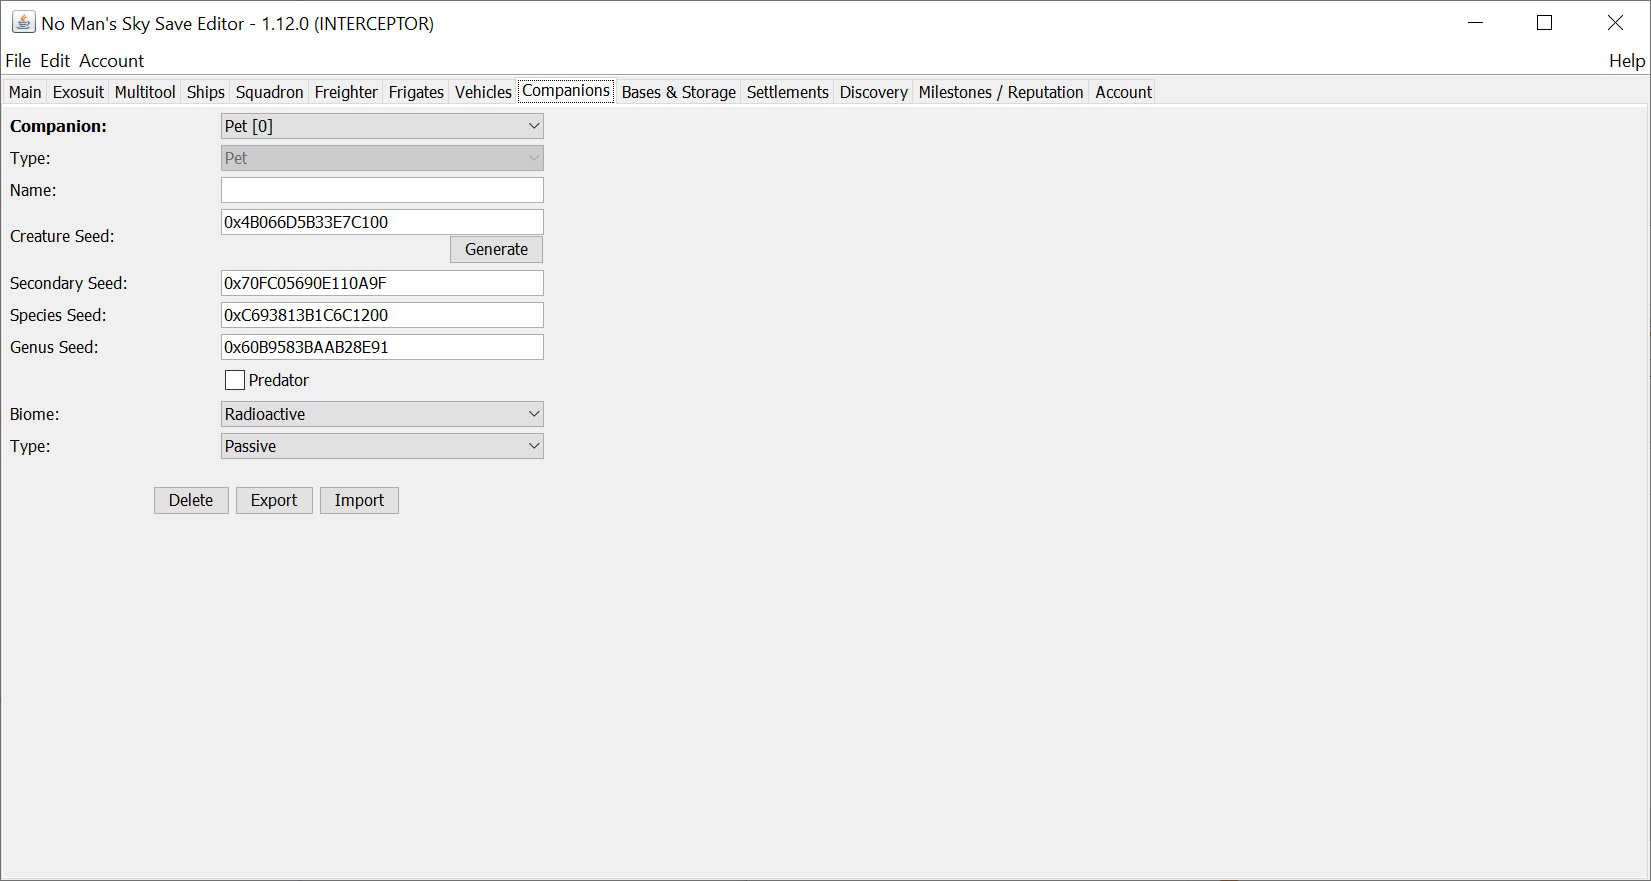 No Man's Sky Save Editor - 1.12.0 (INTERCEPTOR)
File Edit Account Help
Main Exosuit Multitool Ships Squadron Freighter Frigates Vehicles Companions Bases & Storage Settlements Discovery Milestones / Reputation Account
Companion: Pet [0]
Type: Pet
Name:
Creature Seed: 0x4B066D5B33E7C100
Generate
Secondary Seed: 0x70FC05690E110A9F
Species Seed: 0xC693813B1C6C1200
Genus Seed: 0x60B9583BAAB28E91
Predator
Biome: Radioactive
Type: Passive
Delete Export Import